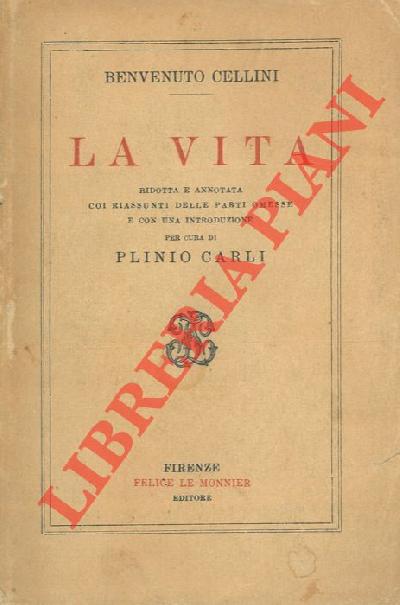 BENVENUTO CELLINI
LA VITA
RIDOTTA E ANNOTATA
COI RIASSUNTI DELLE PARTI OMESSE
E CON UNA INTRODUZIONE
PER CURA DI
PLINIO CARLI
FIRENZE
FELICE LE MONNIER
EDITORE
LIBRERIA PIANI